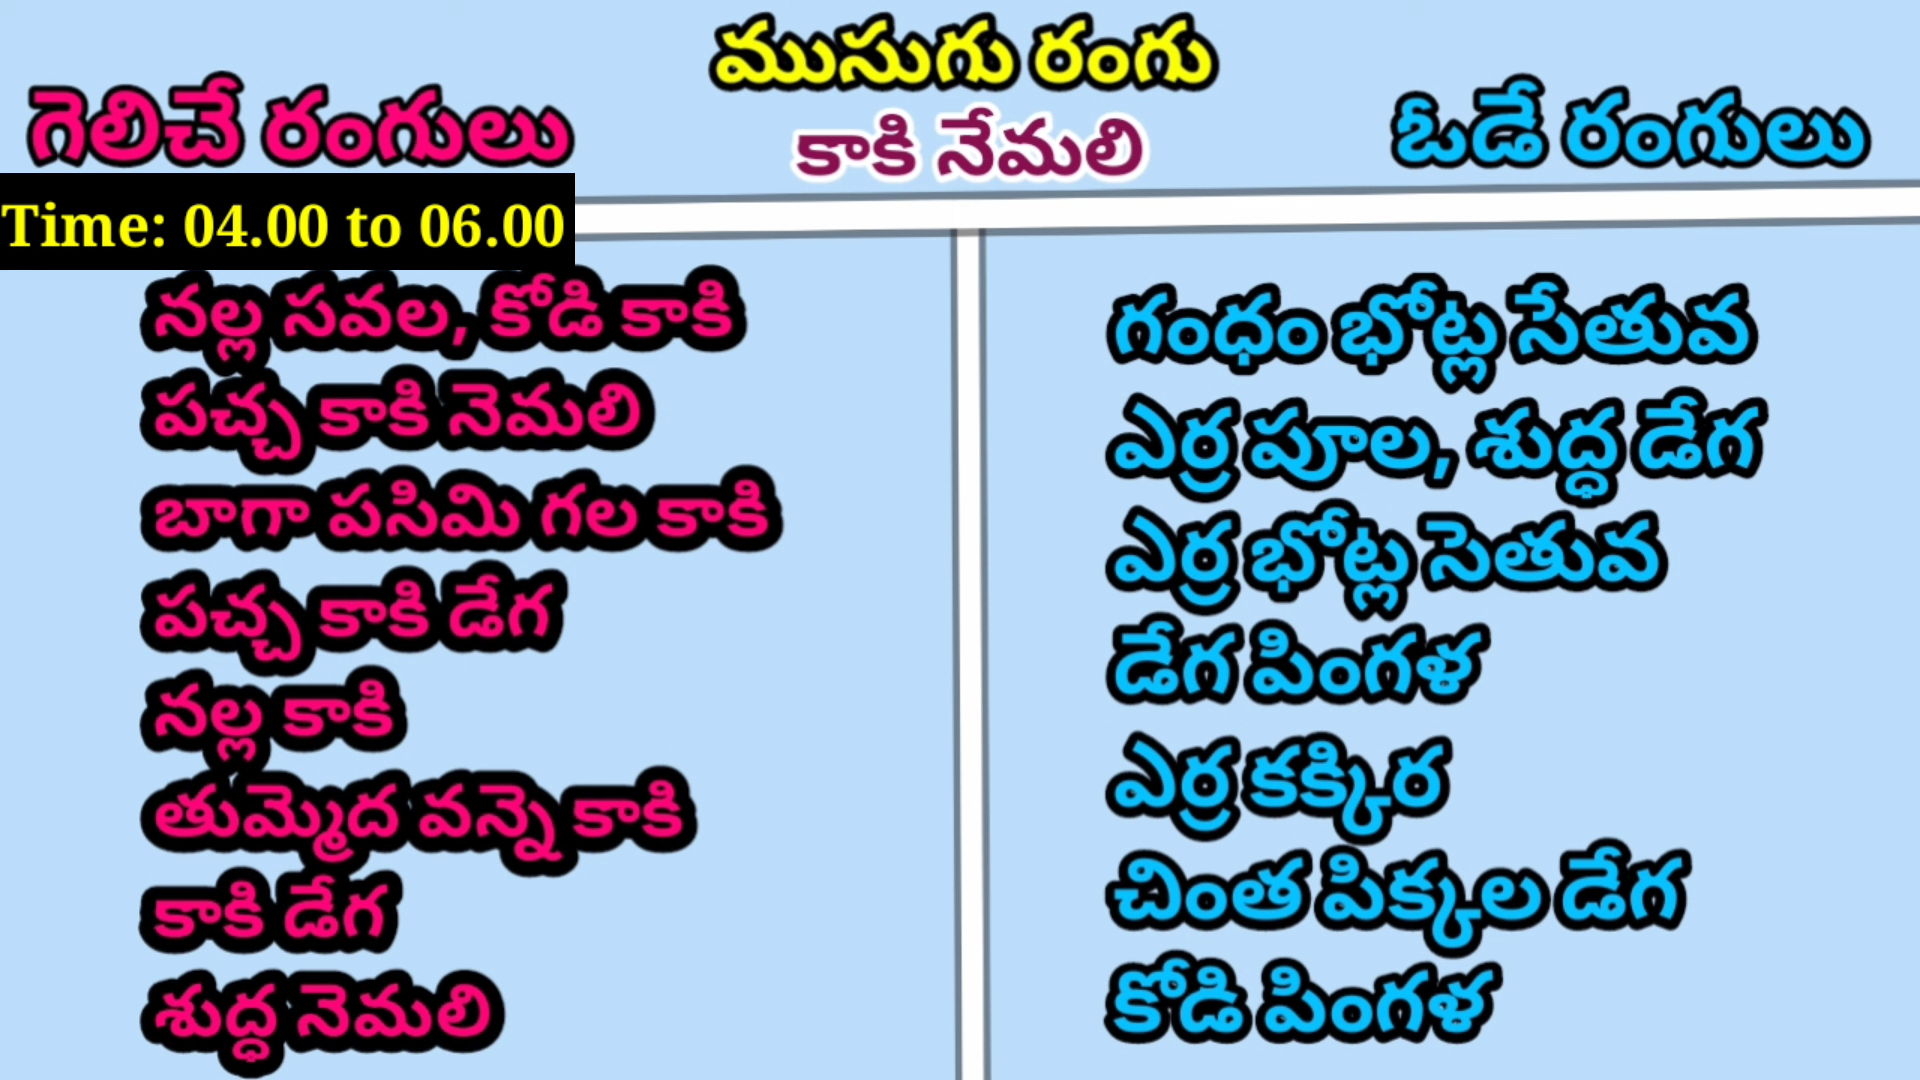 ముసుగు రంగు
గెలిచే రంగులు
కాకి నేమలి
ఓడే రంగులు
Time: 04.00 to 06.00
నల్ల సవల, కోడి కాకి
పచ్చ కాకి నెమలి
బాగా పసిమి గల కాకి
పచ్చ కాకి డేగ
నల్ల కాకి
తుమ్మెద వన్నె కాకి
కాకి డేగ
శుద్ధ నెమలి
గంధం భోట్ల సేతువ
ఎర్ర పూల, శుద్ధ డేగ
ఎర్ర భోట్ల సెతువ
డేగ పింగళ
ఎర్ర కక్కిర
చింత పిక్కల డేగ
కోడి పింగళ